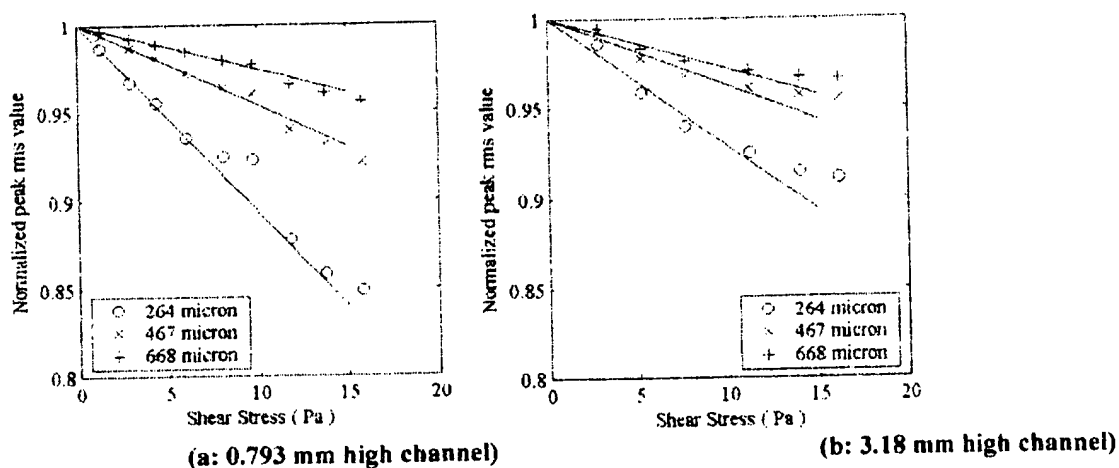 1
0.95
0.9
0.85
0.8
Normalized peak rms value
264 micron
467 micron
668 micron
0
5
10
15
20
Shear Stress ( Pa )
(a: 0.793 mm high channel)
1
0.95
0.9
0.85
0.8
Normalized peak rms value
264 micron
467 micron
668 micron
0
5
10
15
20
Shear Stress ( Pa )
(b: 3.18 mm high channel)